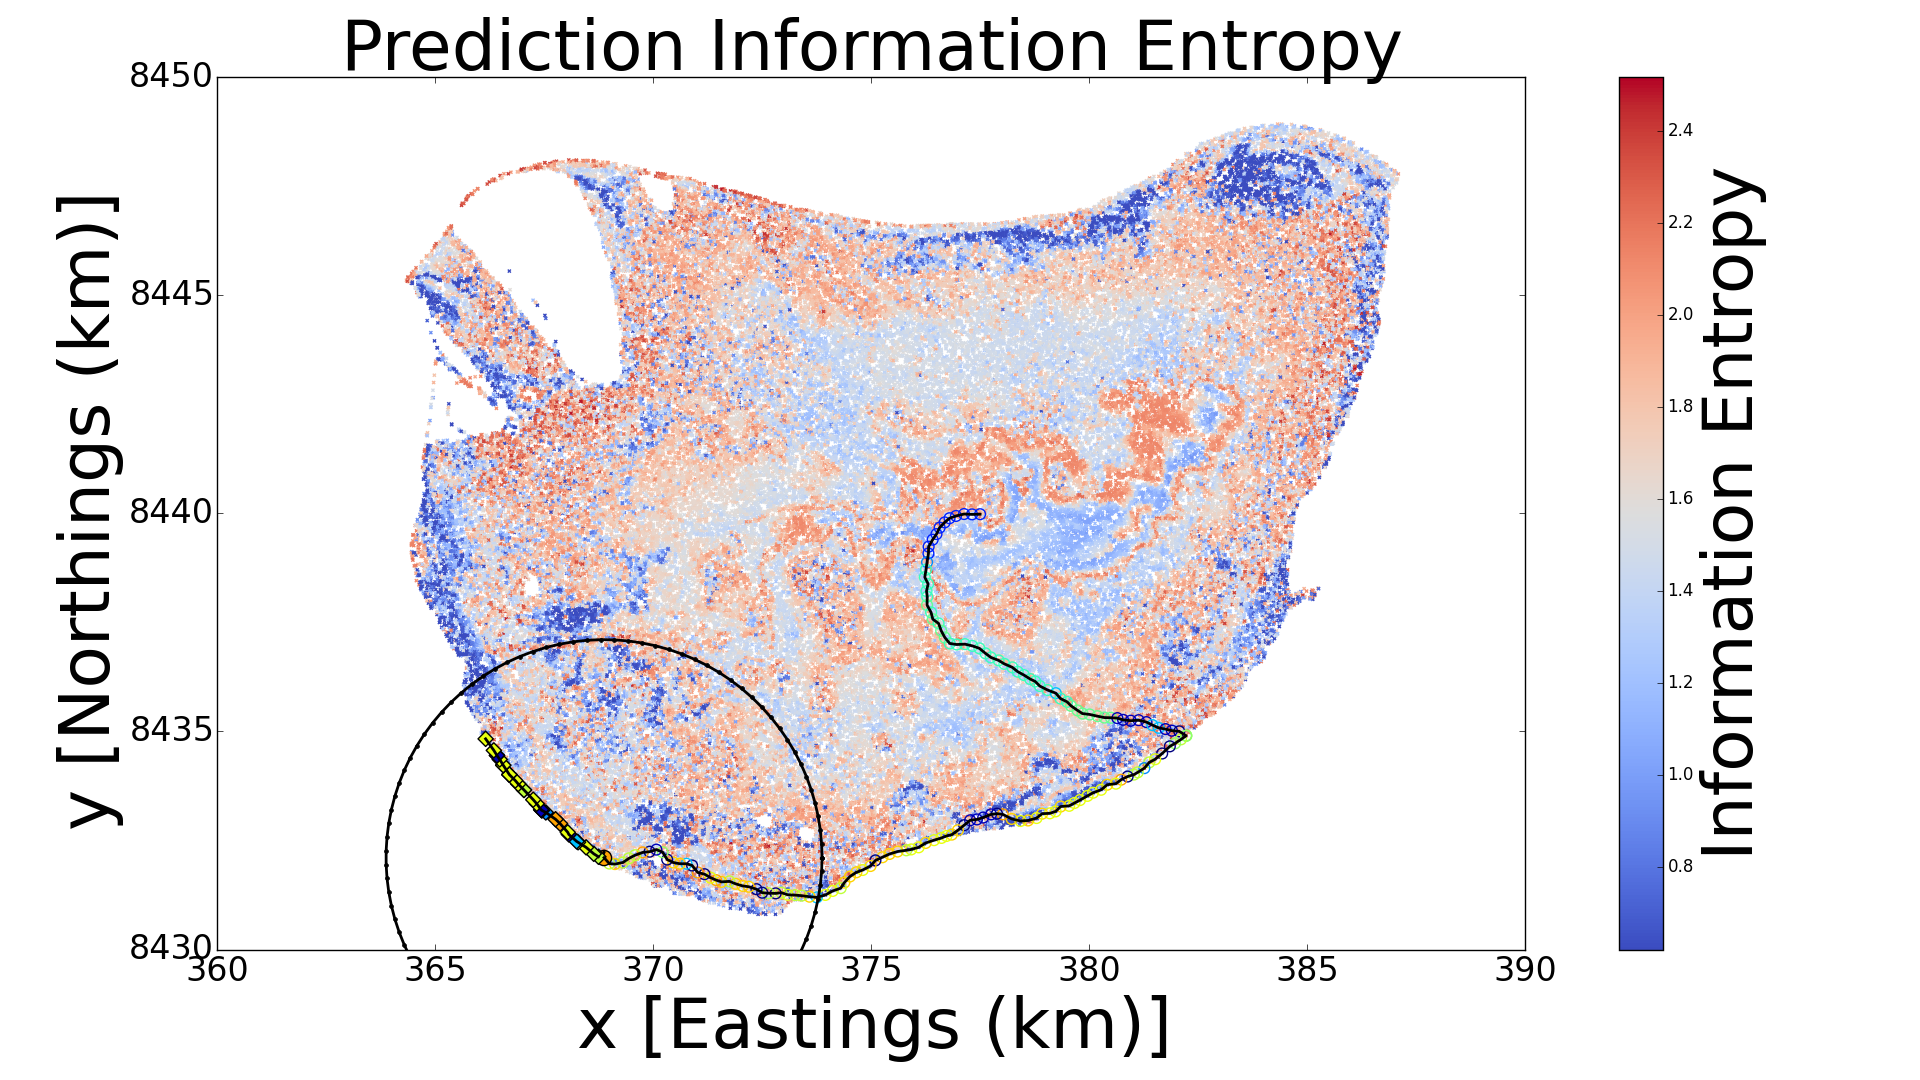 Prediction Information Entropy
8450
8445
8440
8435
8430
360 365 370 375 380 385 390
x [Eastings (km)]
y [Northings (km)]
2.4
2.2
2.0
1.8
1.6
1.4
1.2
1.0
0.8
Information Entropy